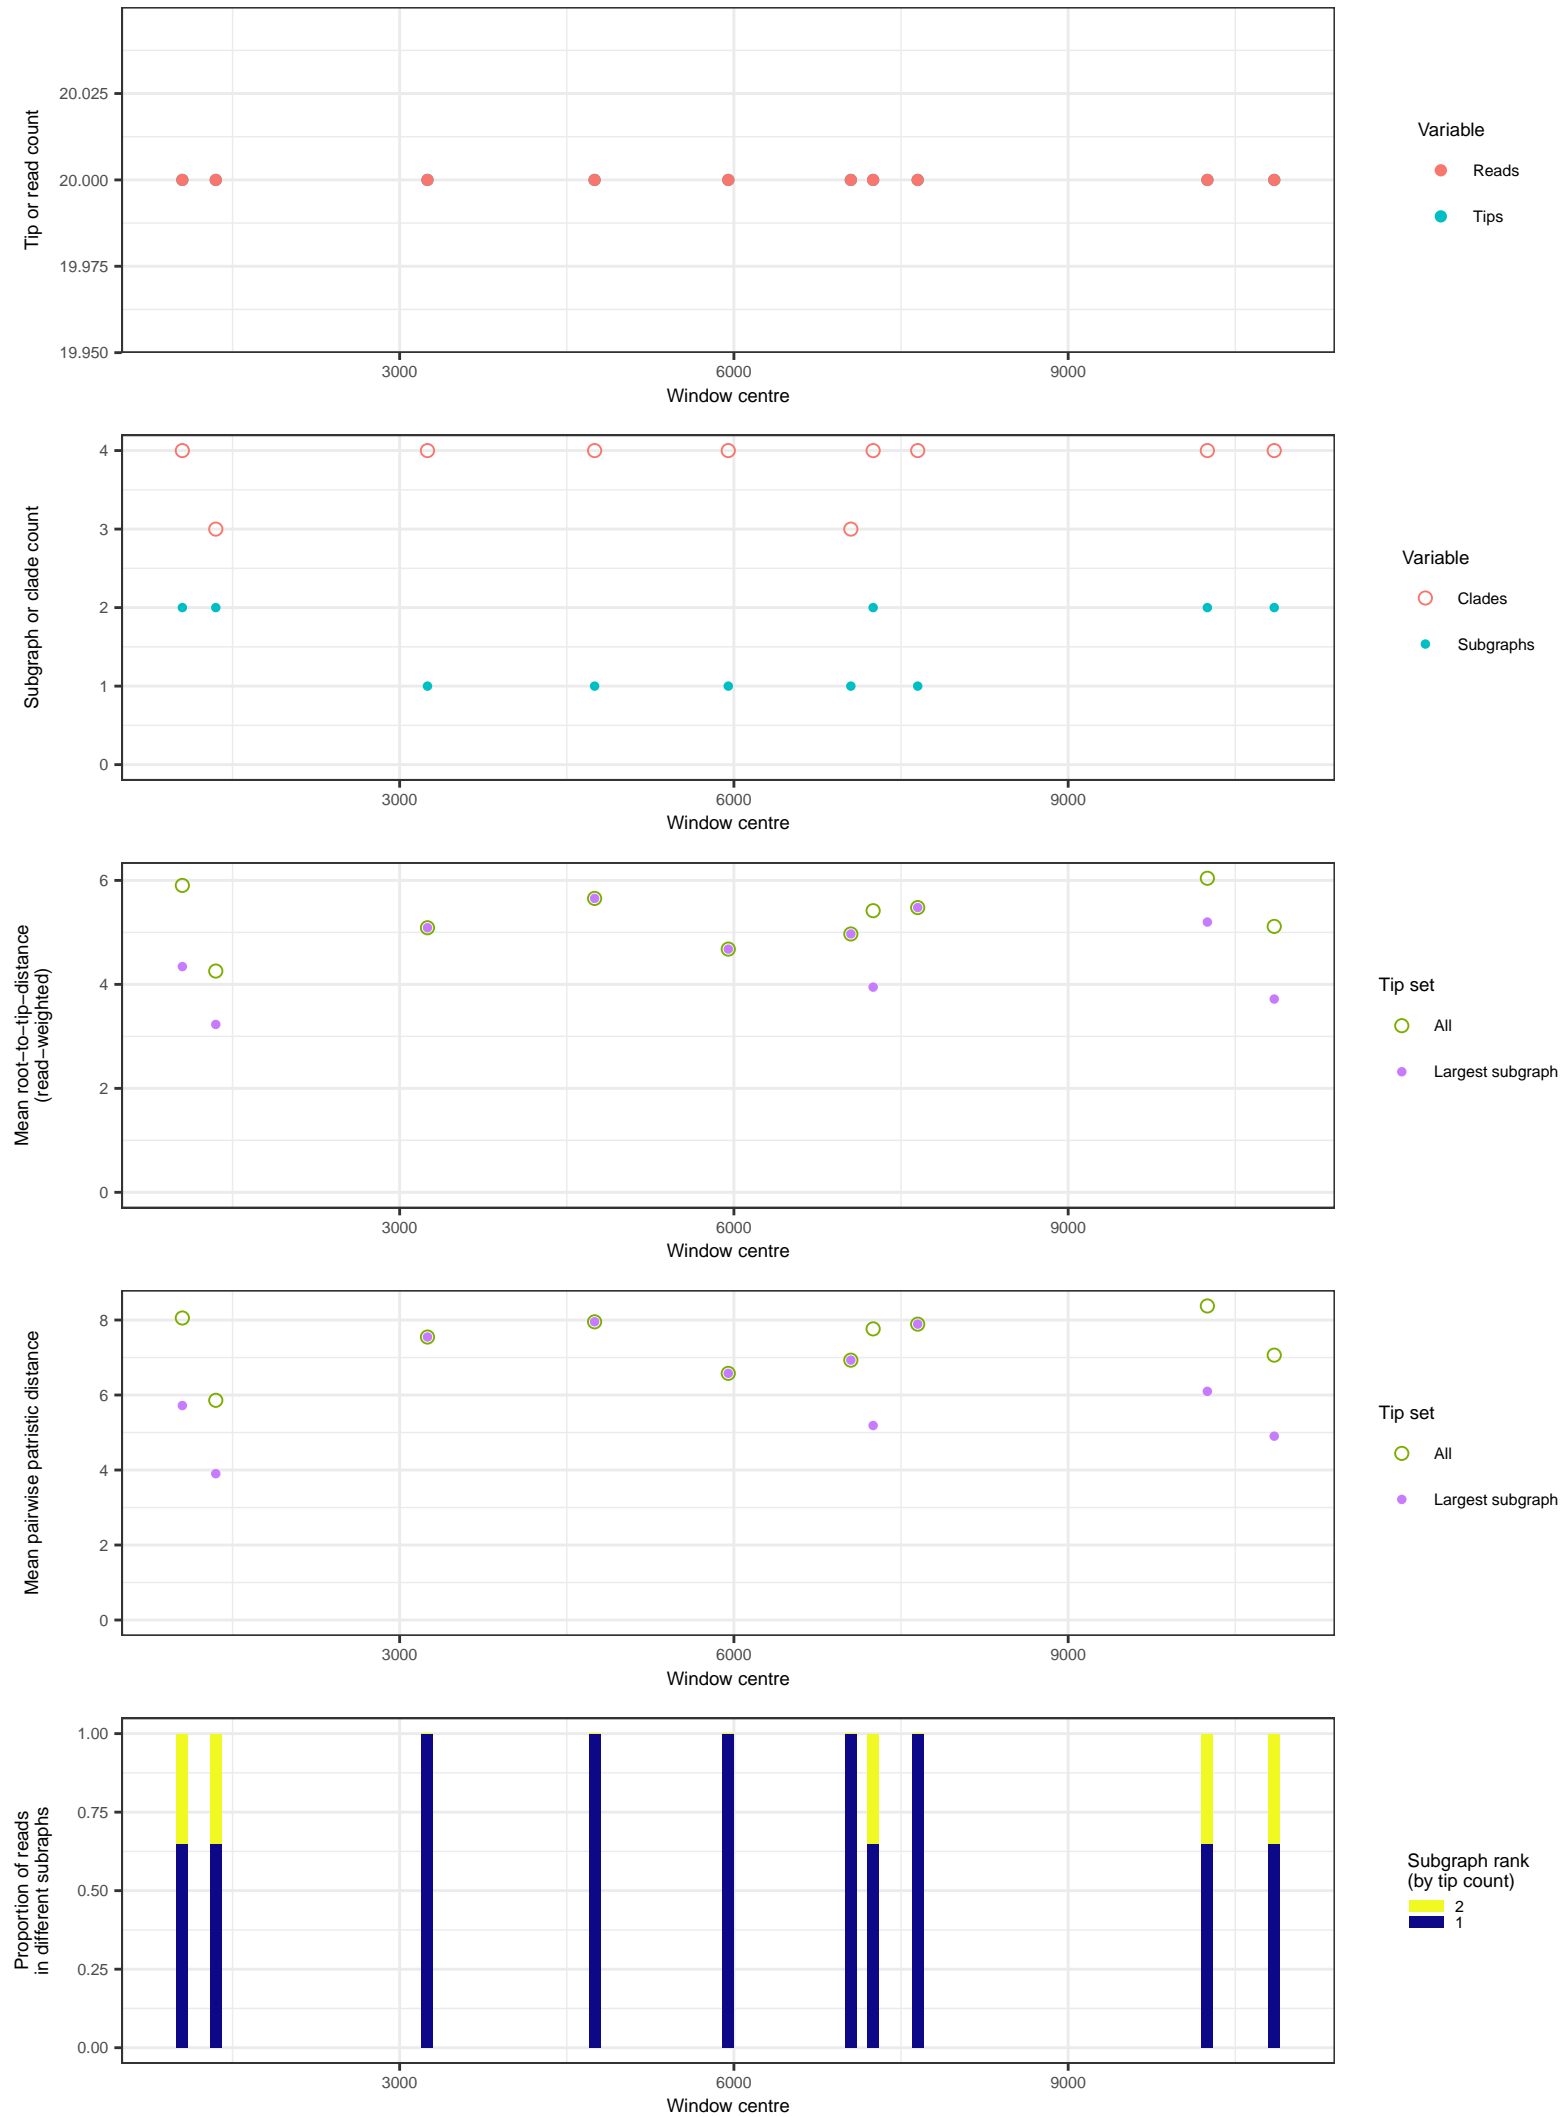 Tip or read count
20.025
20.000
19.975
19.950
3000
6000
9000
Window centre
Variable
Reads
Tips
Subgraph or clade count
4
3
2
1
0
3000
6000
9000
Window centre
Variable
Clades
Subgraphs
Mean root−to−tip−distance
(read−weighted)
6
4
2
0
3000
6000
9000
Window centre
Tip set
All
Largest subgraph
Mean pairwise patristic distance
8
6
4
2
0
3000
6000
9000
Window centre
Tip set
All
Largest subgraph
Proportion of reads
in different subraphs
1.00
0.75
0.50
0.25
0.00
3000
6000
9000
Window centre
Subgraph rank
(by tip count)
2
1